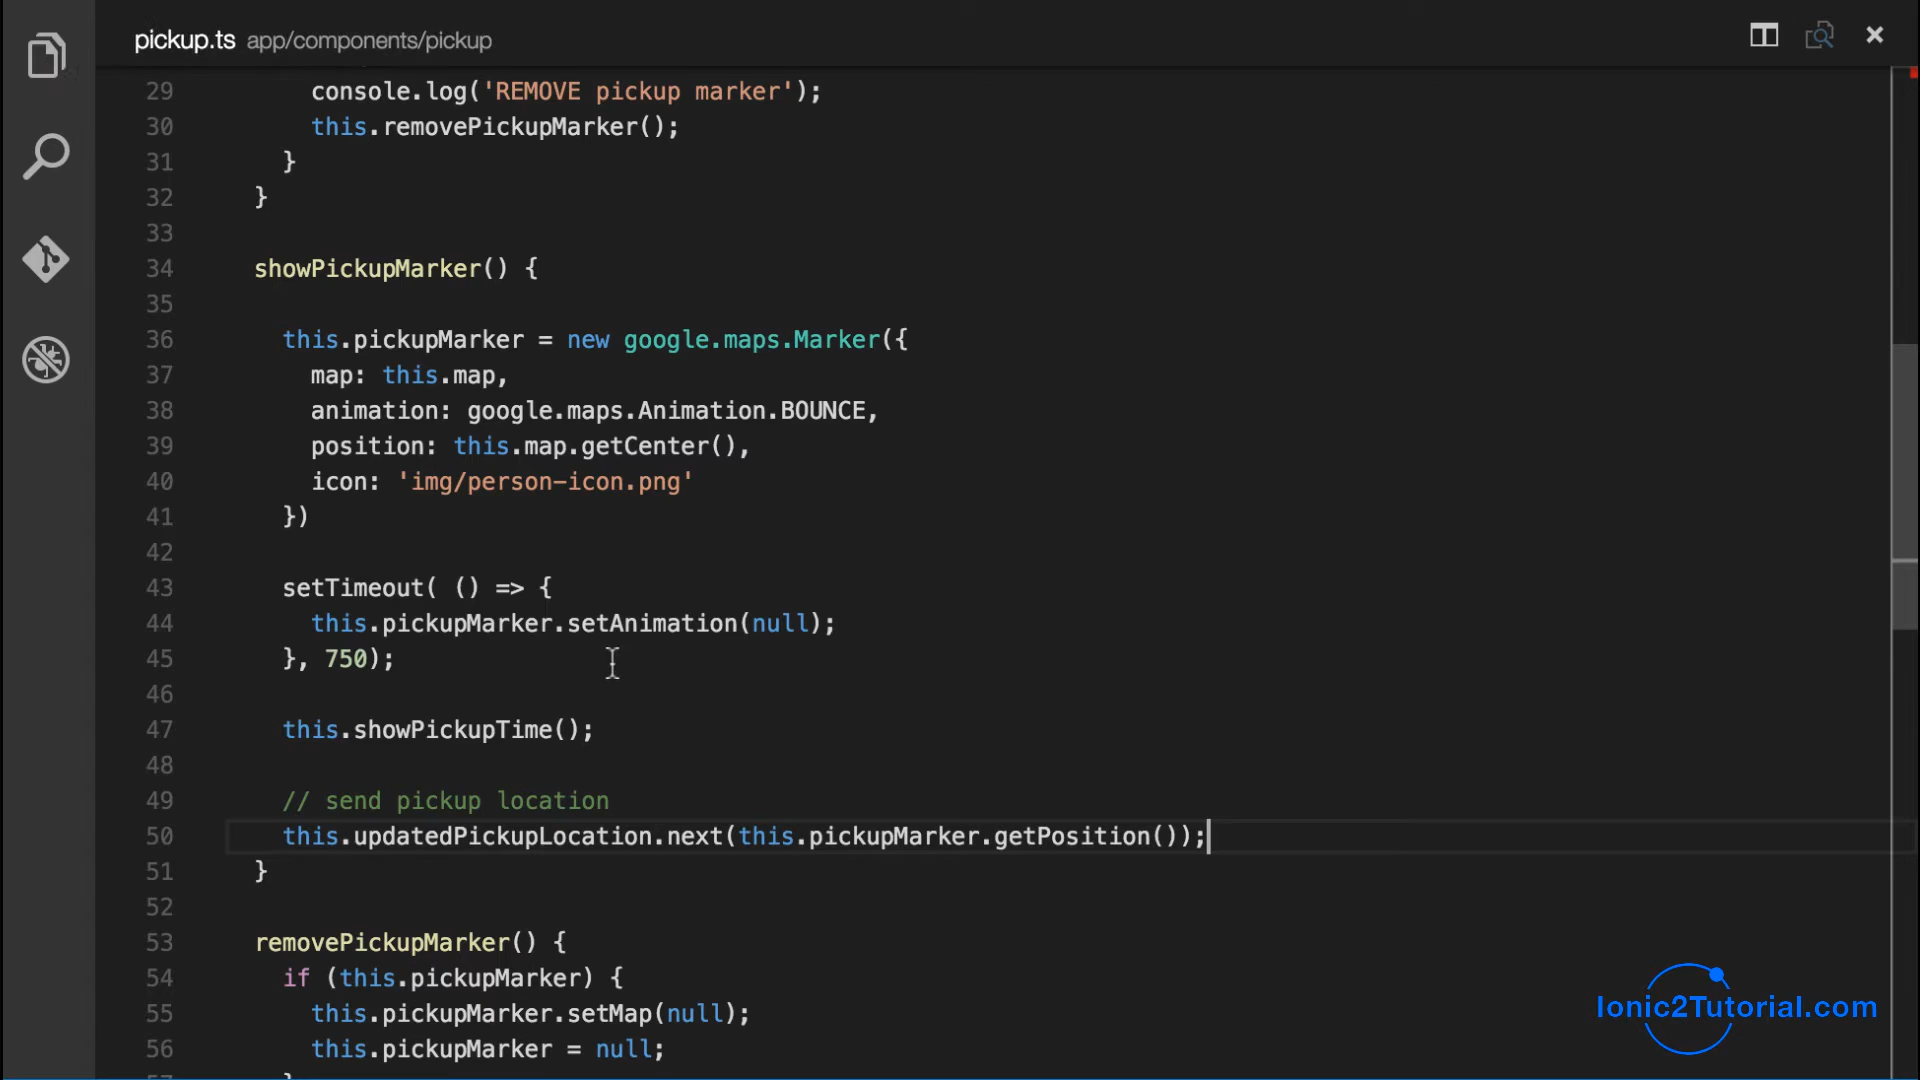 pickup.ts app/components/pickup
29 console.log('REMOVE pickup marker');
30 this.removePickupMarker();
31 }
32 }
33
34 showPickupMarker() {
35
36 this.pickupMarker = new google.maps.Marker({
37 map: this.map,
38 animation: google.maps.Animation.BOUNCE,
39 position: this.map.getCenter(),
40 icon: 'img/person-icon.png'
41 })
42
43 setTimeout( () => {
44 this.pickupMarker.setAnimation(null);
45 }, 750);
46
47 this.showPickupTime();
48
49 // send pickup location
50 this.updatedPickupLocation.next(this.pickupMarker.getPosition());
51 }
52
53 removePickupMarker() {
54 if (this.pickupMarker) {
55 this.pickupMarker.setMap(null);
56 this.pickupMarker = null;
Ionic2Tutorial.com